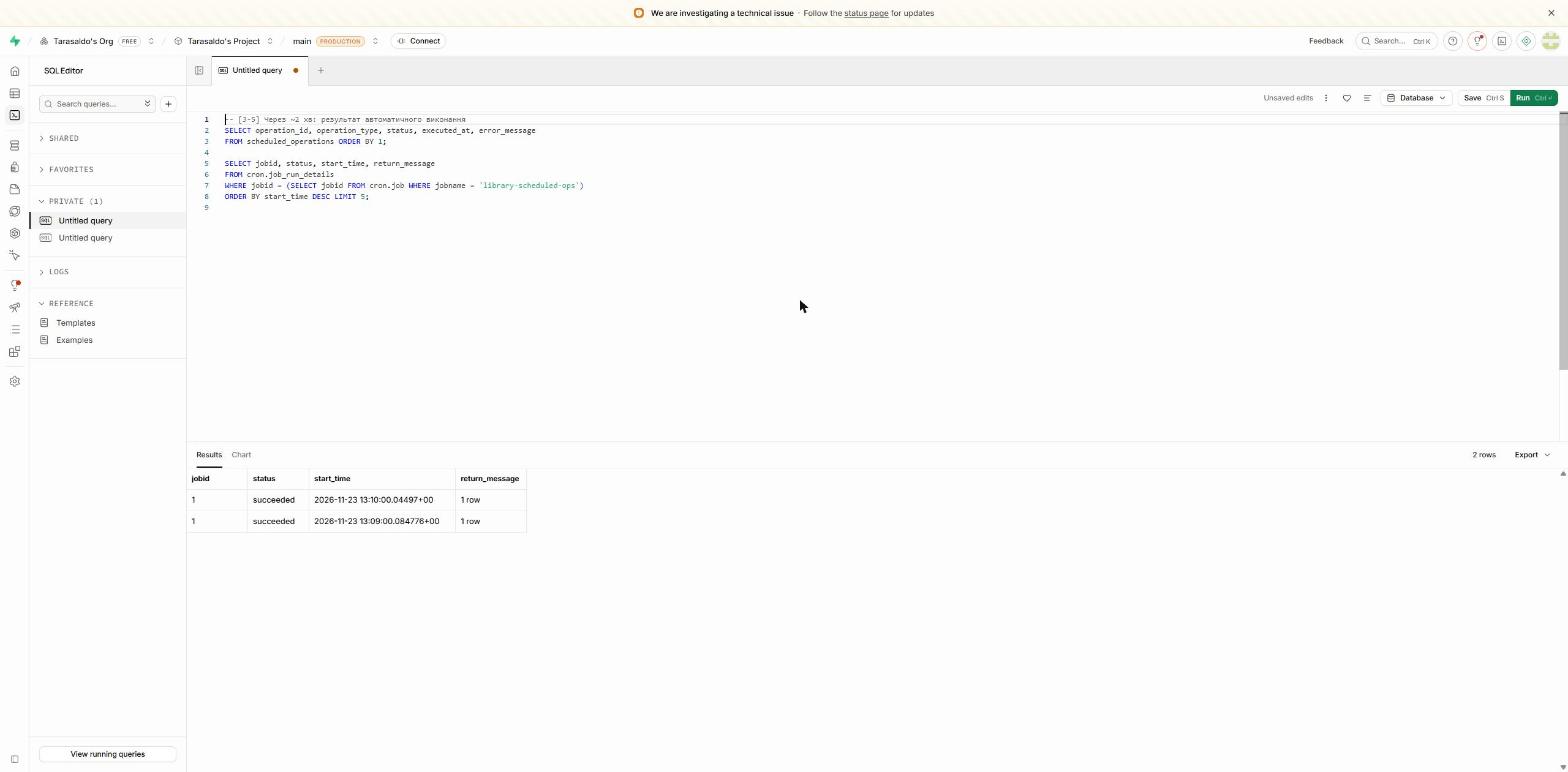 We are investigating a technical issue · Follow the status page for updates
Tarasaldo's Org FREE / Tarasaldo's Project / main PRODUCTION Connect Feedback Search... Ctrl K
SQL Editor
Untitled query
Search queries...
Unsaved edits Database Save Ctrl S Run Ctrl ↵
SHARED
FAVORITES
PRIVATE (1)
Untitled query
Untitled query
LOGS
REFERENCE
Templates
Examples
View running queries
1 -- [3-5] Через ~2 хв: результат автоматичного виконання
2 SELECT operation_id, operation_type, status, executed_at, error_message
3 FROM scheduled_operations ORDER BY 1;
4
5 SELECT jobid, status, start_time, return_message
6 FROM cron.job_run_details
7 WHERE jobid = (SELECT jobid FROM cron.job WHERE jobname = 'library-scheduled-ops')
8 ORDER BY start_time DESC LIMIT 5;
9
Results Chart 2 rows Export
jobid status start_time return_message
1 succeeded 2026-11-23 13:10:00.04497+00 1 row
1 succeeded 2026-11-23 13:09:00.084776+00 1 row